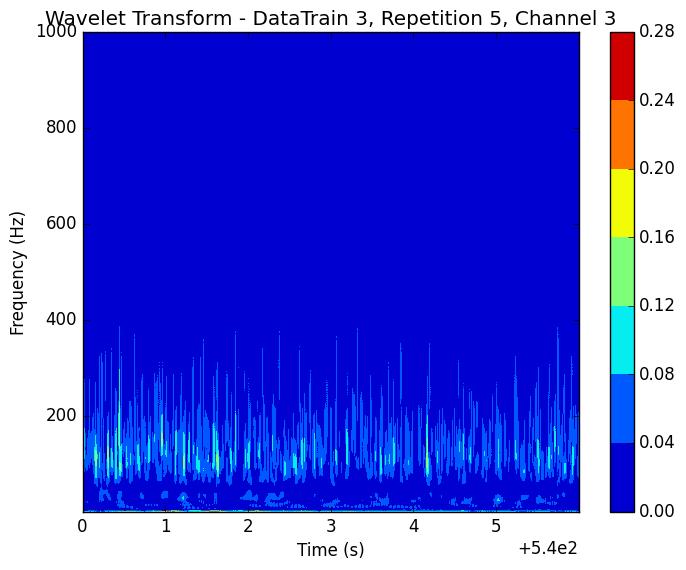 Wavelet Transform - DataTrain 3, Repetition 5, Channel 3
1000
800
600
400
200
Frequency (Hz)
0 1 2 3 4 5
Time (s)
+5.4e2
0.28
0.24
0.20
0.16
0.12
0.08
0.04
0.00